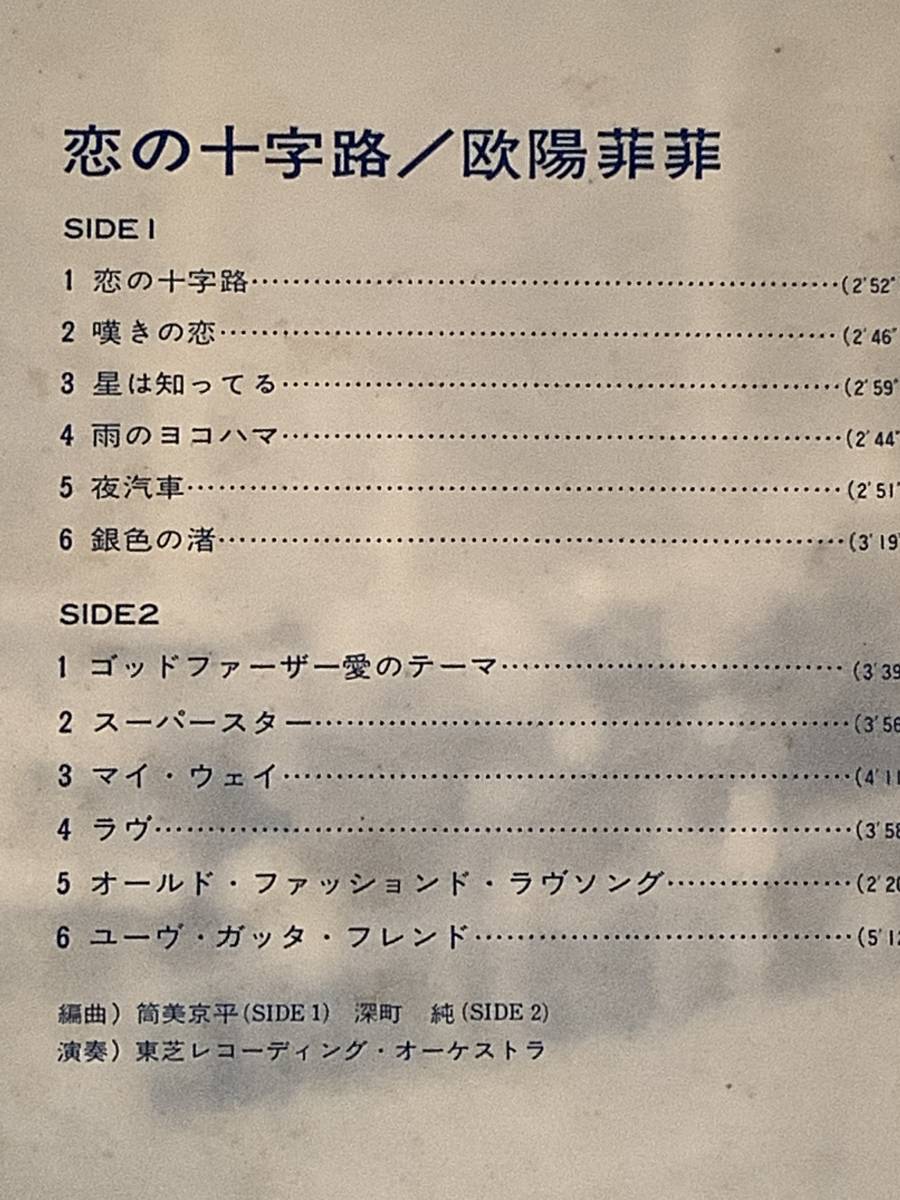 恋の十字路／欧陽菲菲
SIDE 1
1 恋の十字路……(2'52"
2 嘆きの恋……(2'46"
3 星は知ってる……(2'59"
4 雨のヨコハマ……(2'44"
5 夜汽車……(2'51"
6 銀色の渚……(3'19"
SIDE2
1 ゴッドファーザー愛のテーマ……(3'39
2 スーパースター……(3'56
3 マイ・ウェイ……(4'11
4 ラヴ……(3'58
5 オールド・ファッションド・ラヴソング……(2'20
6 ユーヴ・ガッタ・フレンド……(5'12
編曲）筒美京平(SIDE 1)　深町　純(SIDE 2)
演奏）東芝レコーディング・オーケストラ